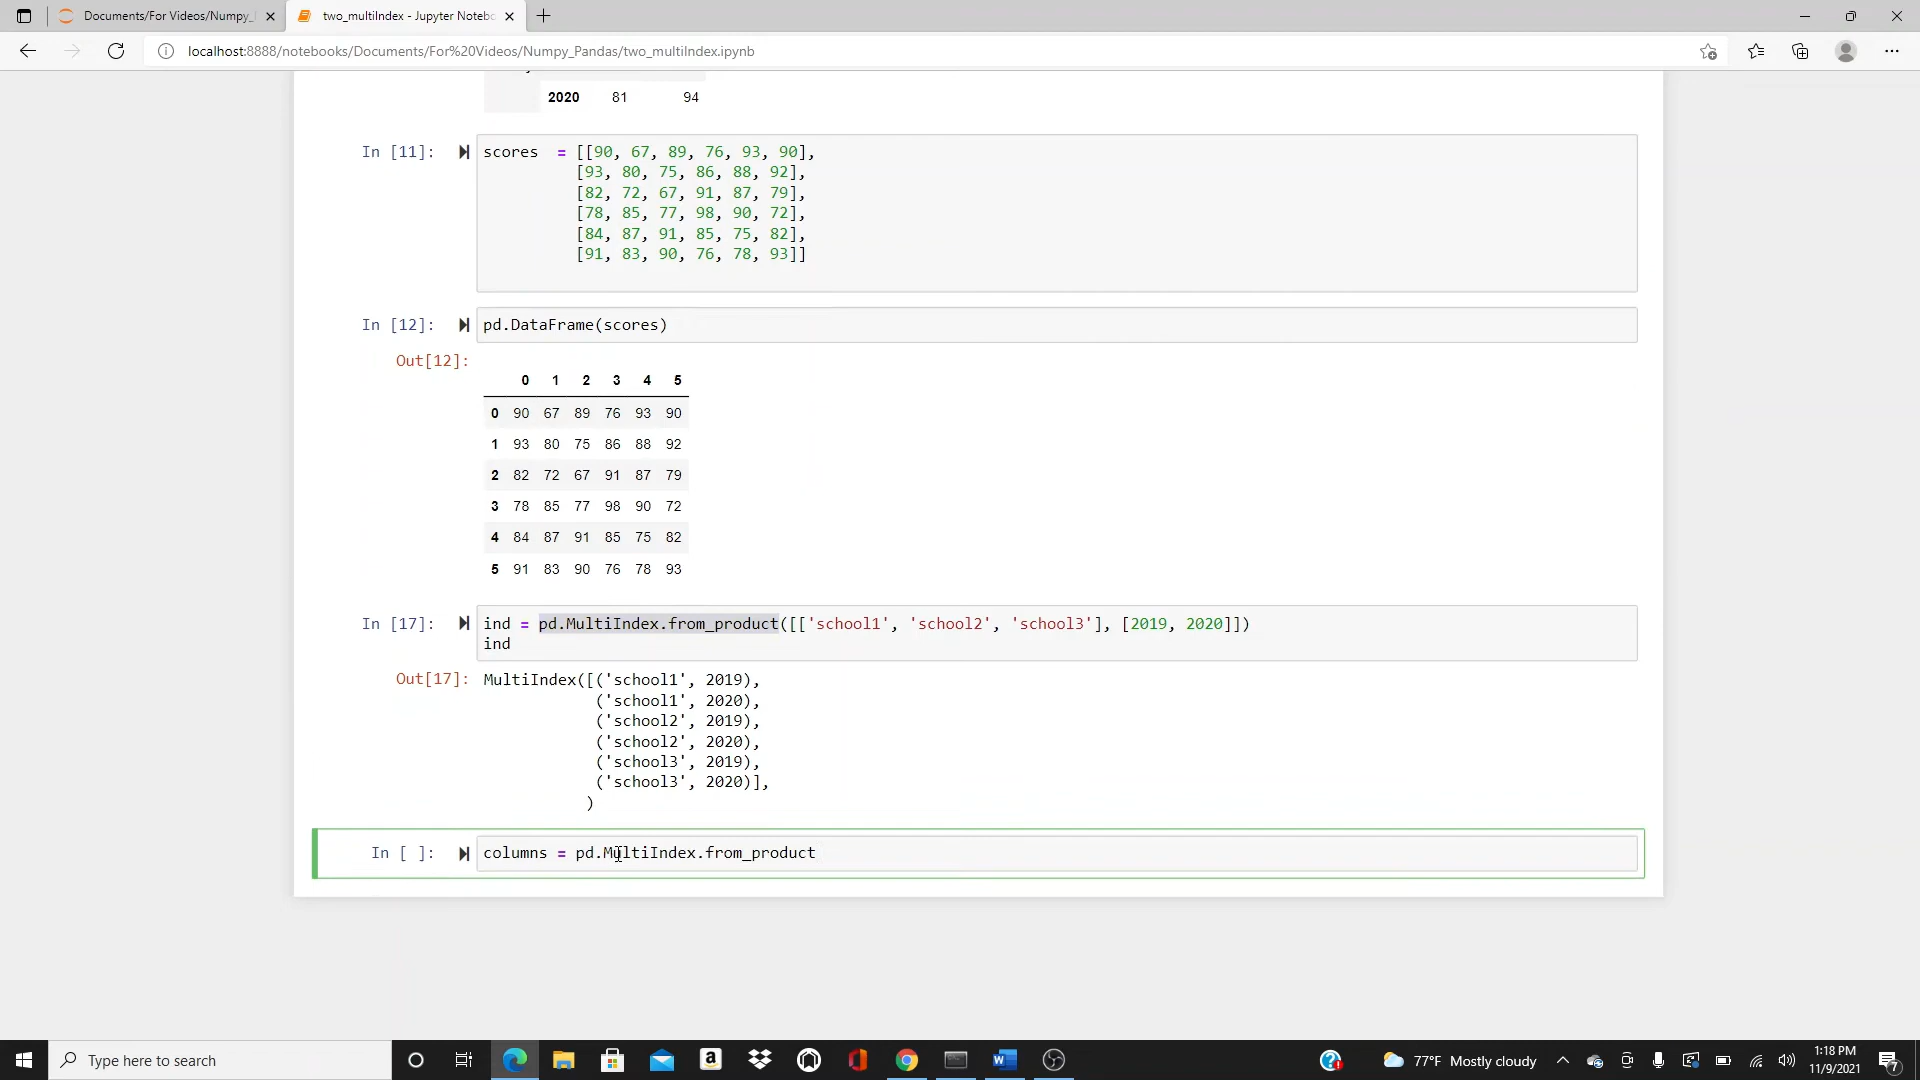 Documents/For Videos/Numpy_
two_multiIndex - Jupyter Notebo
localhost:8888/notebooks/Documents/For%20Videos/Numpy_Pandas/two_multiIndex.ipynb
2020 81 94
In [11]: scores = [[90, 67, 89, 76, 93, 90],
[93, 80, 75, 86, 88, 92],
[82, 72, 67, 91, 87, 79],
[78, 85, 77, 98, 90, 72],
[84, 87, 91, 85, 75, 82],
[91, 83, 90, 76, 78, 93]]
In [12]: pd.DataFrame(scores)
Out[12]:
0 1 2 3 4 5
0 90 67 89 76 93 90
1 93 80 75 86 88 92
2 82 72 67 91 87 79
3 78 85 77 98 90 72
4 84 87 91 85 75 82
5 91 83 90 76 78 93
In [17]: ind = pd.MultiIndex.from_product([['school1', 'school2', 'school3'], [2019, 2020]])
ind
Out[17]: MultiIndex([('school1', 2019),
('school1', 2020),
('school2', 2019),
('school2', 2020),
('school3', 2019),
('school3', 2020)],
)
In [ ]: columns = pd.MultiIndex.from_product
Type here to search
77°F Mostly cloudy
1:18 PM
11/9/2021
7